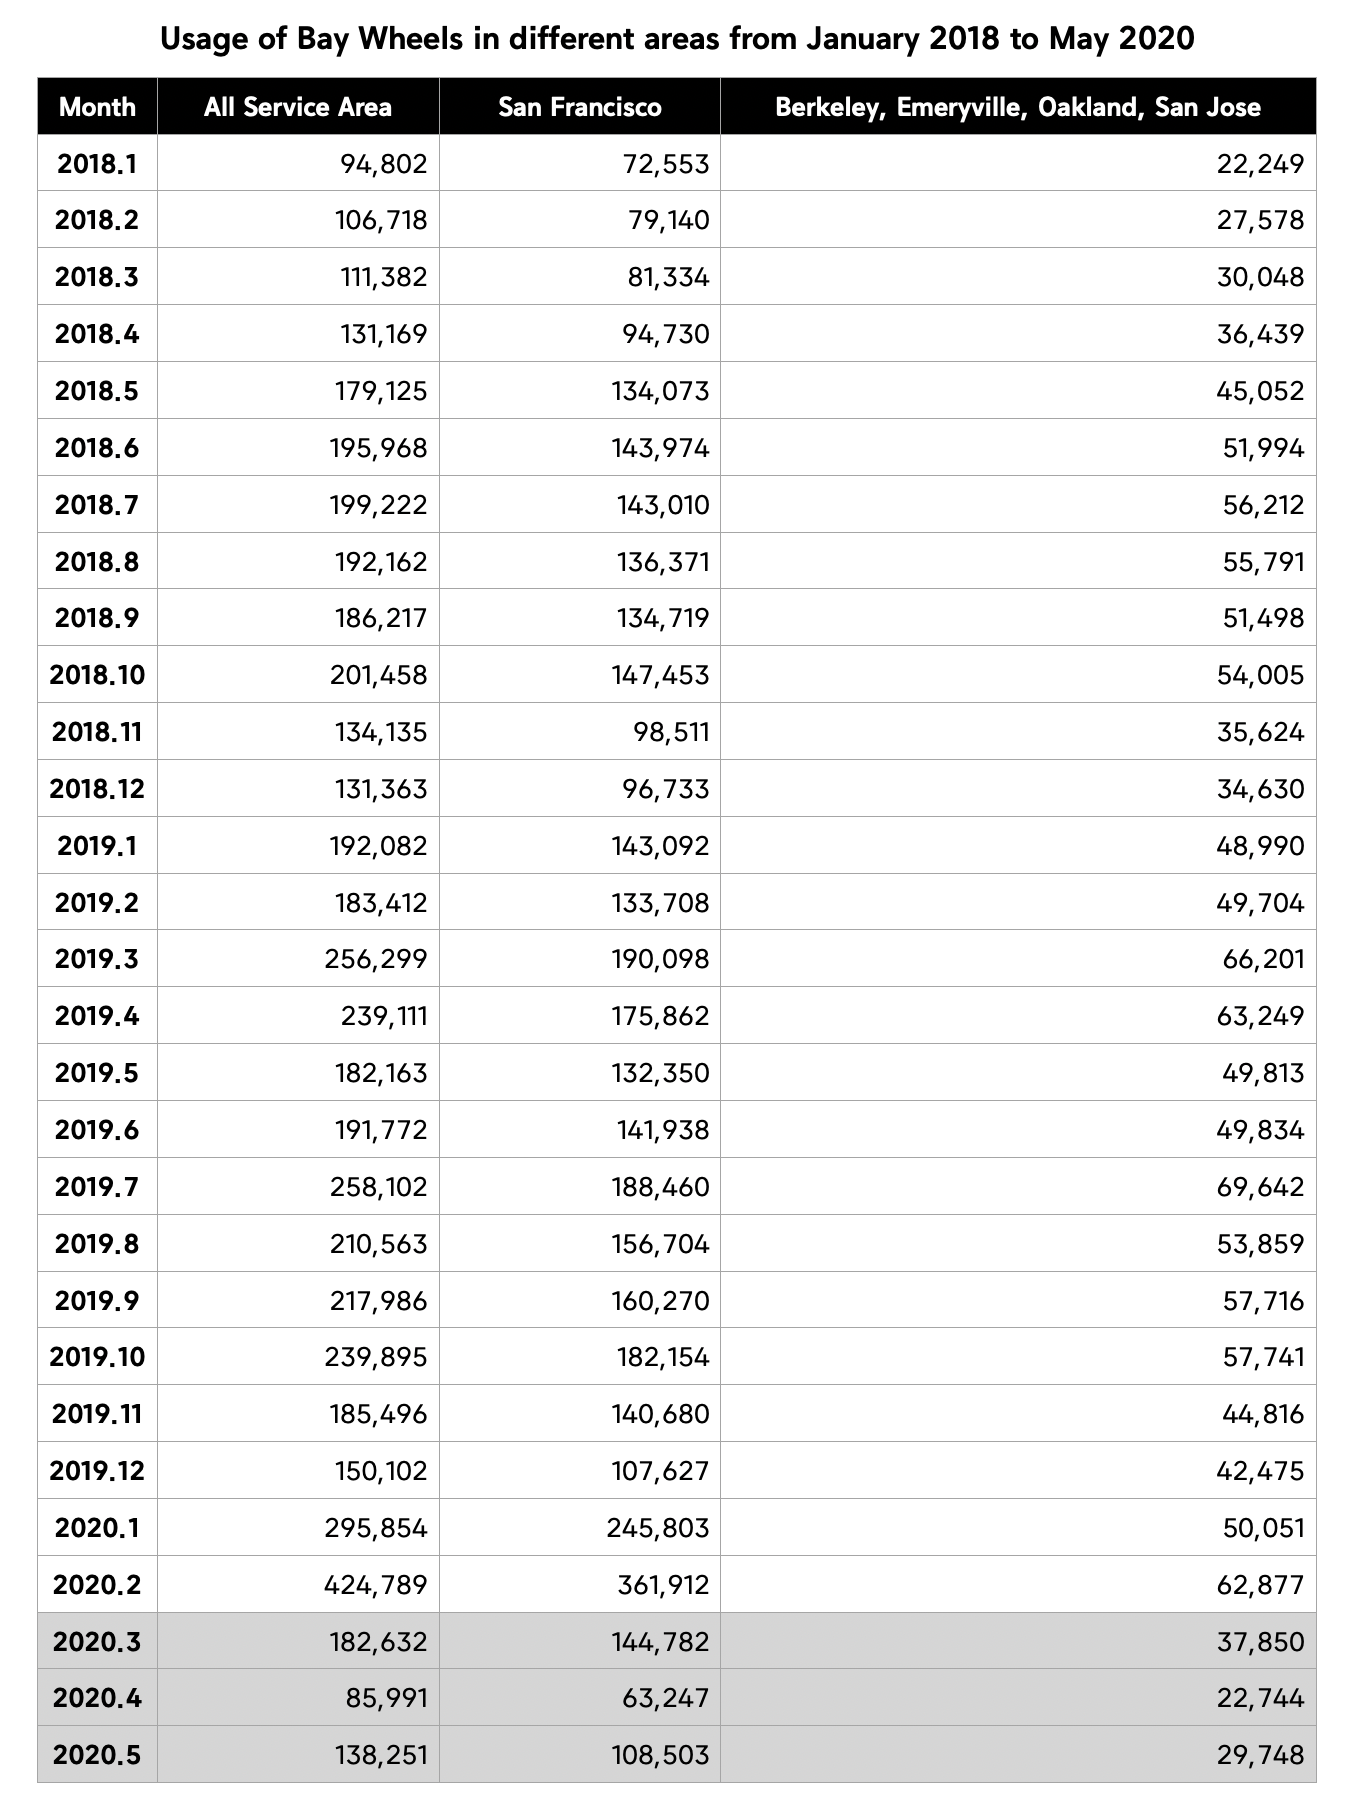 Usage of Bay Wheels in different areas from January 2018 to May 2020
Month All Service Area San Francisco Berkeley, Emeryville, Oakland, San Jose
2018.1 94,802 72,553 22,249
2018.2 106,718 79,140 27,578
2018.3 111,382 81,334 30,048
2018.4 131,169 94,730 36,439
2018.5 179,125 134,073 45,052
2018.6 195,968 143,974 51,994
2018.7 199,222 143,010 56,212
2018.8 192,162 136,371 55,791
2018.9 186,217 134,719 51,498
2018.10 201,458 147,453 54,005
2018.11 134,135 98,511 35,624
2018.12 131,363 96,733 34,630
2019.1 192,082 143,092 48,990
2019.2 183,412 133,708 49,704
2019.3 256,299 190,098 66,201
2019.4 239,111 175,862 63,249
2019.5 182,163 132,350 49,813
2019.6 191,772 141,938 49,834
2019.7 258,102 188,460 69,642
2019.8 210,563 156,704 53,859
2019.9 217,986 160,270 57,716
2019.10 239,895 182,154 57,741
2019.11 185,496 140,680 44,816
2019.12 150,102 107,627 42,475
2020.1 295,854 245,803 50,051
2020.2 424,789 361,912 62,877
2020.3 182,632 144,782 37,850
2020.4 85,991 63,247 22,744
2020.5 138,251 108,503 29,748